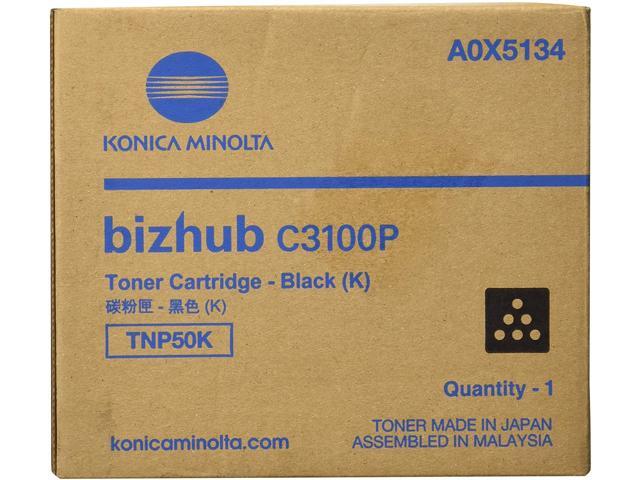 A0X5134
KONICA MINOLTA
bizhub C3100P
Toner Cartridge - Black (K)
碳粉匣 - 黑色 (K)
TNP50K
Quantity - 1
TONER MADE IN JAPAN
ASSEMBLED IN MALAYSIA
konicaminolta.com